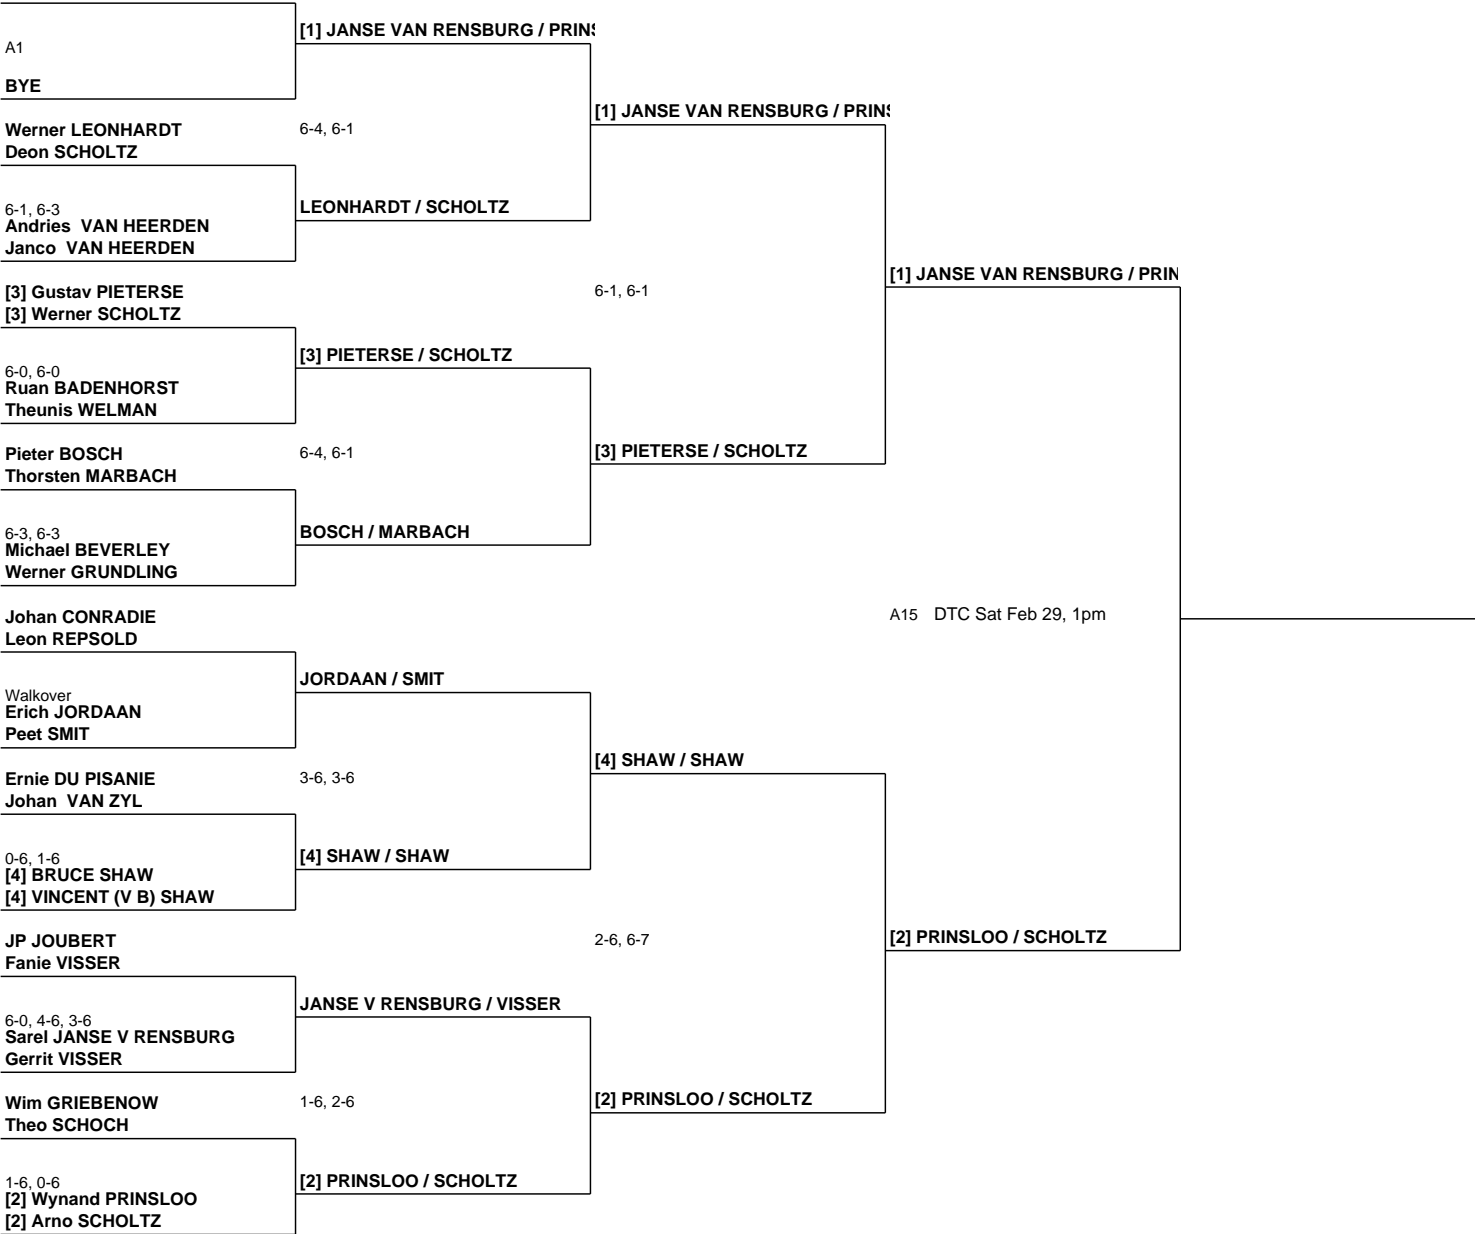 A1
BYE
Werner LEONHARDT
Deon SCHOLTZ
6-1, 6-3
Andries  VAN HEERDEN
Janco  VAN HEERDEN
[3] Gustav PIETERSE
[3] Werner SCHOLTZ
6-0, 6-0
Ruan BADENHORST
Theunis WELMAN
Pieter BOSCH
Thorsten MARBACH
6-3, 6-3
Michael BEVERLEY
Werner GRUNDLING
Johan CONRADIE
Leon REPSOLD
Walkover
Erich JORDAAN
Peet SMIT
Ernie DU PISANIE
Johan  VAN ZYL
0-6, 1-6
[4] BRUCE SHAW
[4] VINCENT (V B) SHAW
JP JOUBERT
Fanie VISSER
6-0, 4-6, 3-6
Sarel JANSE V RENSBURG
Gerrit VISSER
Wim GRIEBENOW
Theo SCHOCH
1-6, 0-6
[2] Wynand PRINSLOO
[2] Arno SCHOLTZ
[1] JANSE VAN RENSBURG / PRINS
6-4, 6-1
LEONHARDT / SCHOLTZ
[3] PIETERSE / SCHOLTZ
6-4, 6-1
BOSCH / MARBACH
JORDAAN / SMIT
3-6, 3-6
[4] SHAW / SHAW
JANSE V RENSBURG / VISSER
1-6, 2-6
[2] PRINSLOO / SCHOLTZ
[1] JANSE VAN RENSBURG / PRINS
6-1, 6-1
[3] PIETERSE / SCHOLTZ
[4] SHAW / SHAW
2-6, 6-7
[2] PRINSLOO / SCHOLTZ
[1] JANSE VAN RENSBURG / PRIN
A15 DTC Sat Feb 29, 1pm
[2] PRINSLOO / SCHOLTZ